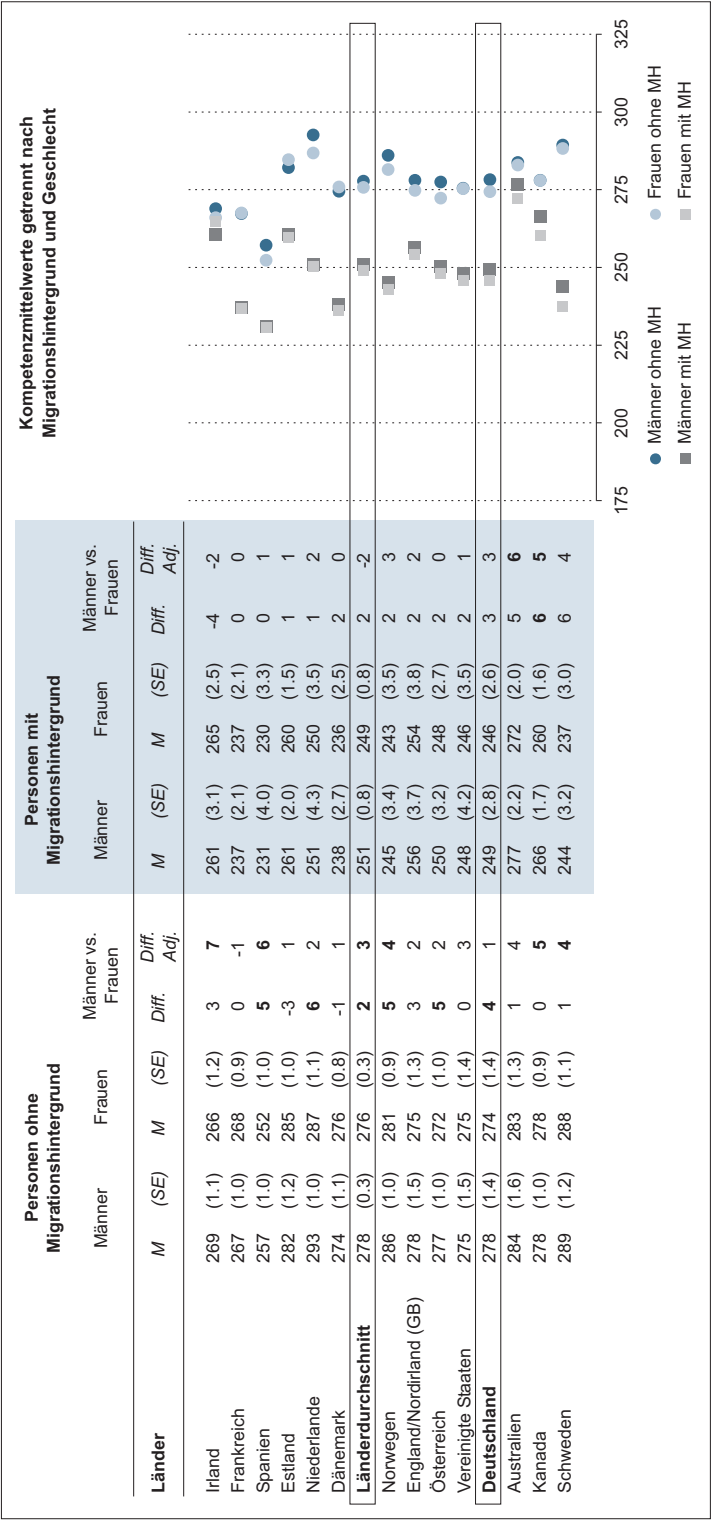 Personen ohne Migrationshintergrund
Personen mit Migrationshintergrund
Kompetenzmittelwerte getrennt nach Migrationshintergrund und Geschlecht
Männer Frauen Männer vs. Frauen Männer Frauen Männer vs. Frauen
Länder M (SE) M (SE) Diff. Diff. Adj. M (SE) M (SE) Diff. Diff. Adj.
Irland 269 (1.1) 266 (1.2) 3 7 261 (3.1) 265 (2.5) -4 -2
Frankreich 267 (1.0) 268 (0.9) 0 -1 237 (2.1) 237 (2.1) 0 0
Spanien 257 (1.0) 252 (1.0) 5 6 231 (4.0) 230 (3.3) 0 1
Estland 282 (1.2) 285 (1.0) -3 1 261 (2.0) 260 (1.5) 1 1
Niederlande 293 (1.0) 287 (1.1) 6 2 251 (4.3) 250 (3.5) 1 2
Dänemark 274 (1.1) 276 (0.8) -1 1 238 (2.7) 236 (2.5) 2 0
Länderdurchschnitt 278 (0.3) 276 (0.3) 2 3 251 (0.8) 249 (0.8) 2 -2
Norwegen 286 (1.0) 281 (0.9) 5 4 245 (3.4) 243 (3.5) 2 3
England/Nordirland (GB) 278 (1.5) 275 (1.3) 3 2 256 (3.7) 254 (3.8) 2 2
Österreich 277 (1.0) 272 (1.0) 5 2 250 (3.2) 248 (2.7) 2 0
Vereinigte Staaten 275 (1.5) 275 (1.4) 0 3 248 (4.2) 246 (3.5) 2 1
Deutschland 278 (1.4) 274 (1.4) 4 1 249 (2.8) 246 (2.6) 3 3
Australien 284 (1.6) 283 (1.3) 1 4 277 (2.2) 272 (2.0) 5 6
Kanada 278 (1.0) 278 (0.9) 0 5 266 (1.7) 260 (1.6) 6 5
Schweden 289 (1.2) 288 (1.1) 1 4 244 (3.2) 237 (3.0) 6 4
175 200 225 250 275 300 325
Männer ohne MH Frauen ohne MH
Männer mit MH Frauen mit MH